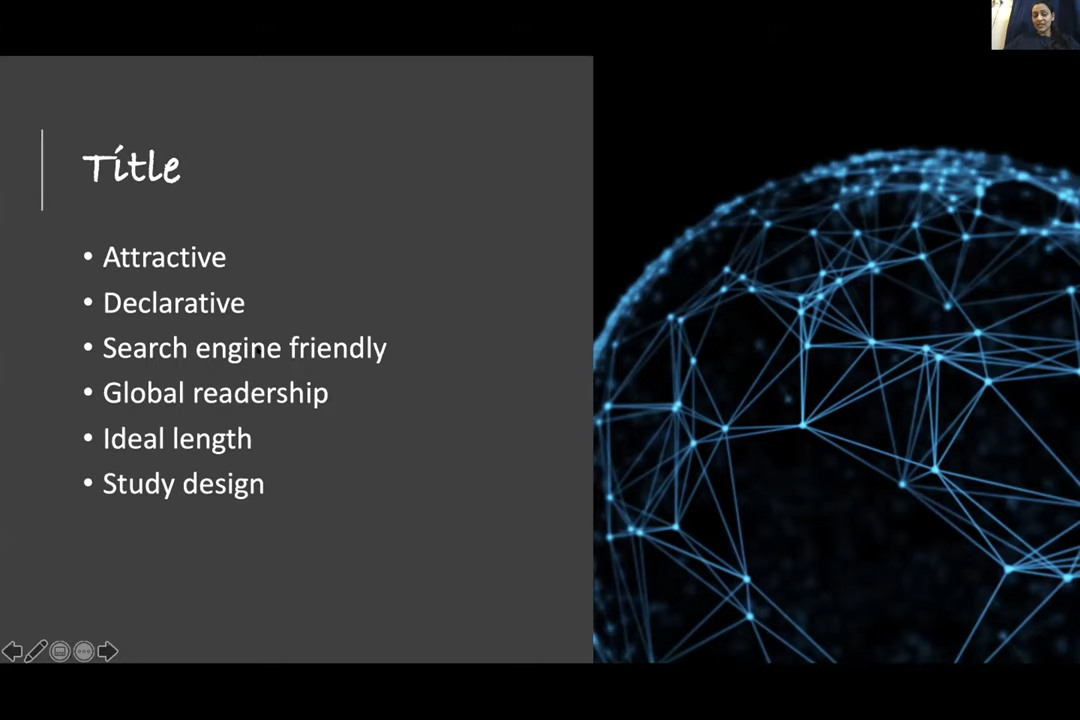 Title
• Attractive
• Declarative
• Search engine friendly
• Global readership
• Ideal length
• Study design